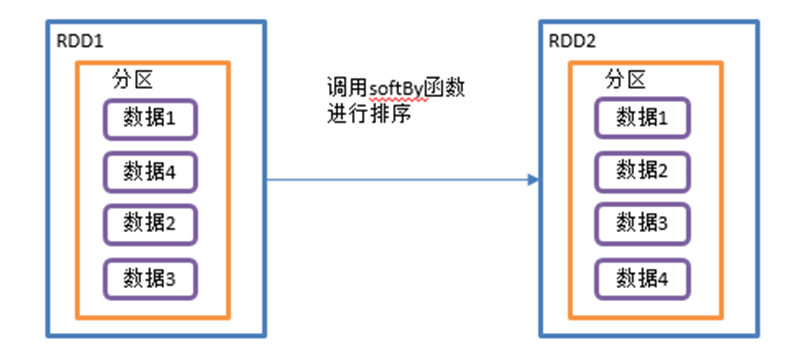 RDD1
分区
数据1
数据4
数据2
数据3
调用softBy函数
进行排序
RDD2
分区
数据1
数据2
数据3
数据4